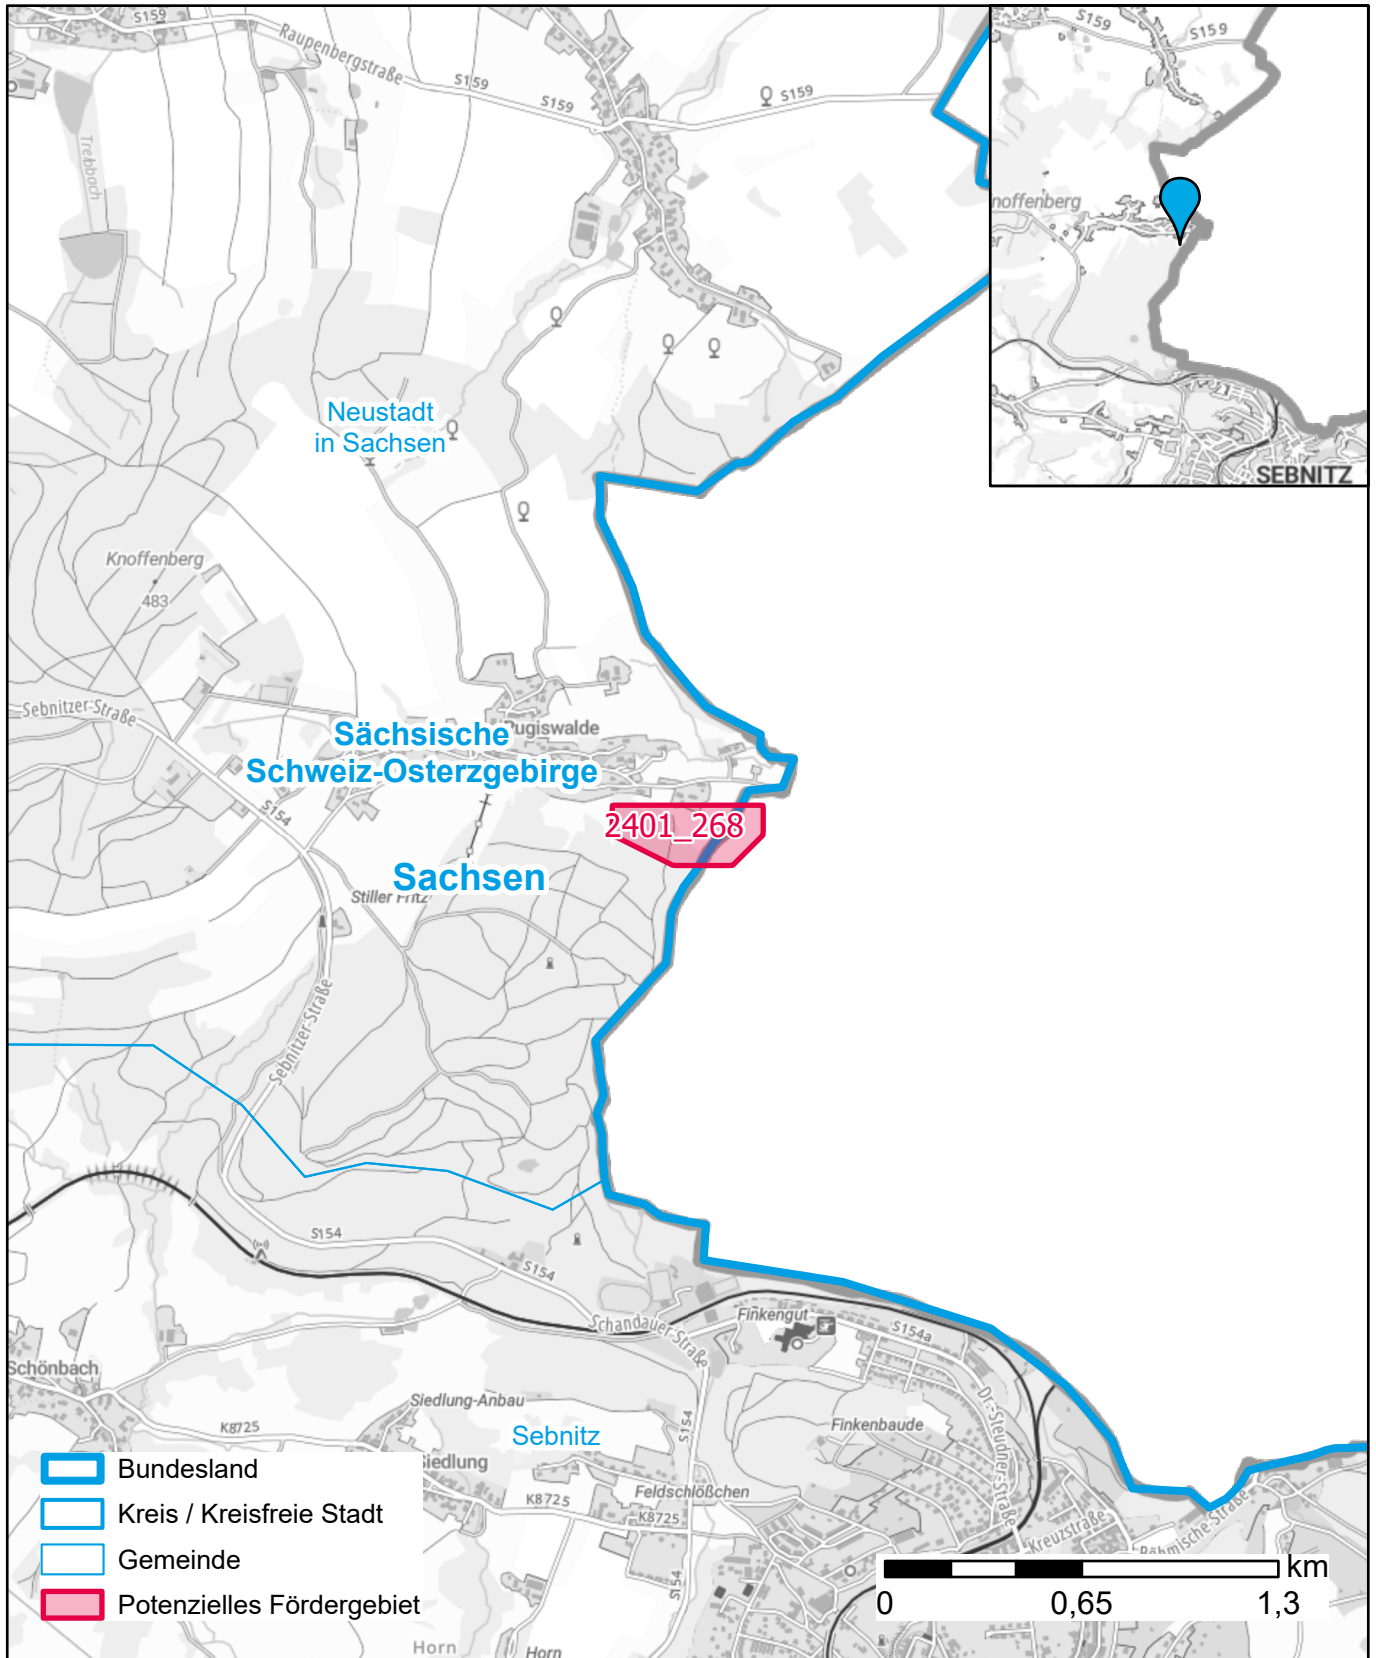 S159
Raupenbergstraße
S159
S159
S159
Trebbach
S159
S159
noffenberg
er
SEBNITZ
Neustadt
in Sachsen
Knoffenberg
483
Sebnitzer-Straße
Rugiswalde
Sächsische
Schweiz-Osterzgebirge
S154
2401_268
Sachsen
Stiller Fritz
Sebnitzer-Straße
S154
S154
Schandauer-Straße
Finkengut
S154a
Schönbach
Siedlung-Anbau
K8725
Sebnitz
S154
Finkenbaude
Dr.-Steudner-Straße
siedlung
Feldschlößchen
K8725
K8725
Kreuzstraße
Böhmische Straße
S154
Horn
Horn
Bundesland
Kreis / Kreisfreie Stadt
Gemeinde
Potenzielles Fördergebiet
km
0 0,65 1,3